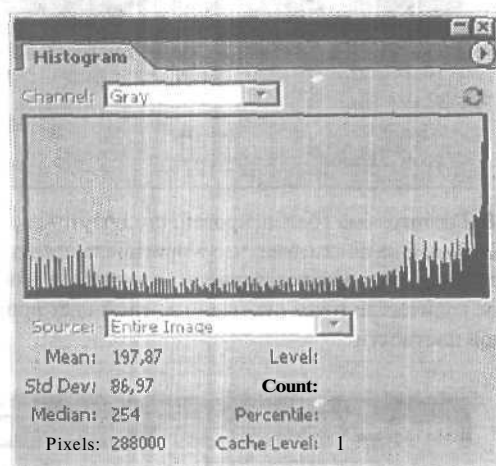 Histogram
Channel: Gray
Source: Entire Image
Mean: 197,87 Level:
Std Dev: 86,97 Count:
Median: 254 Percentile:
Pixels: 288000 Cache Level: 1